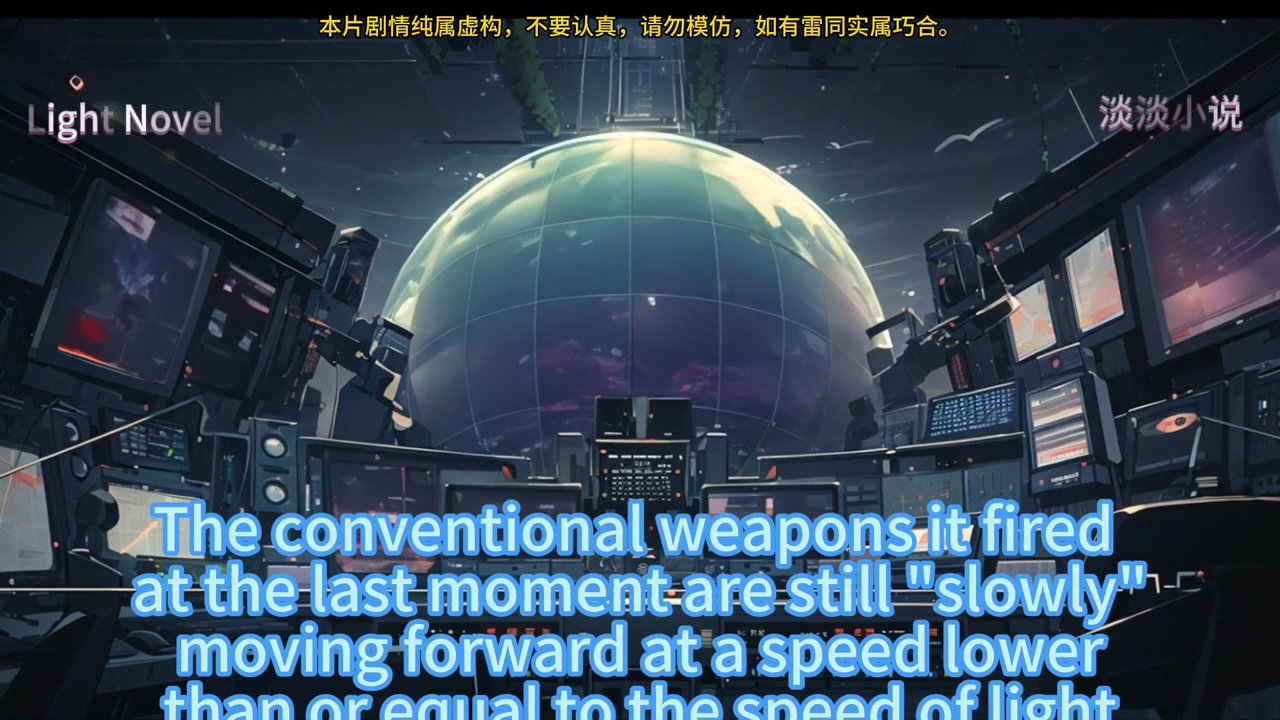 本片剧情纯属虚构，不要认真，请勿模仿，如有雷同实属巧合。
Light Novel
淡淡小说
The conventional weapons it fired
at the last moment are still "slowly"
moving forward at a speed lower
than or equal to the speed of light